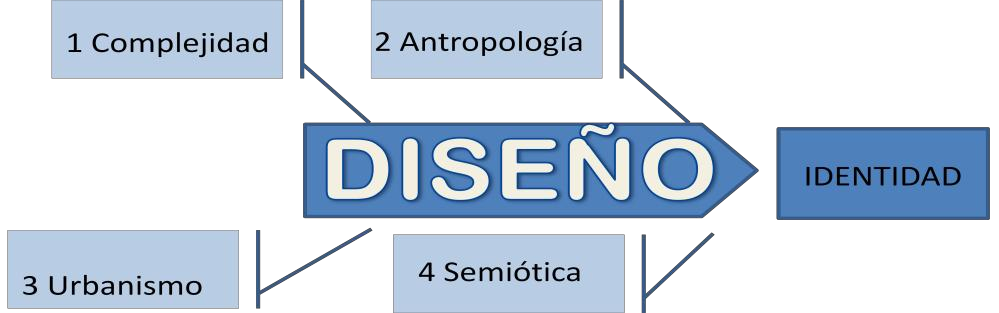 1 Complejidad
2 Antropología
DISEÑO
IDENTIDAD
3 Urbanismo
4 Semiótica